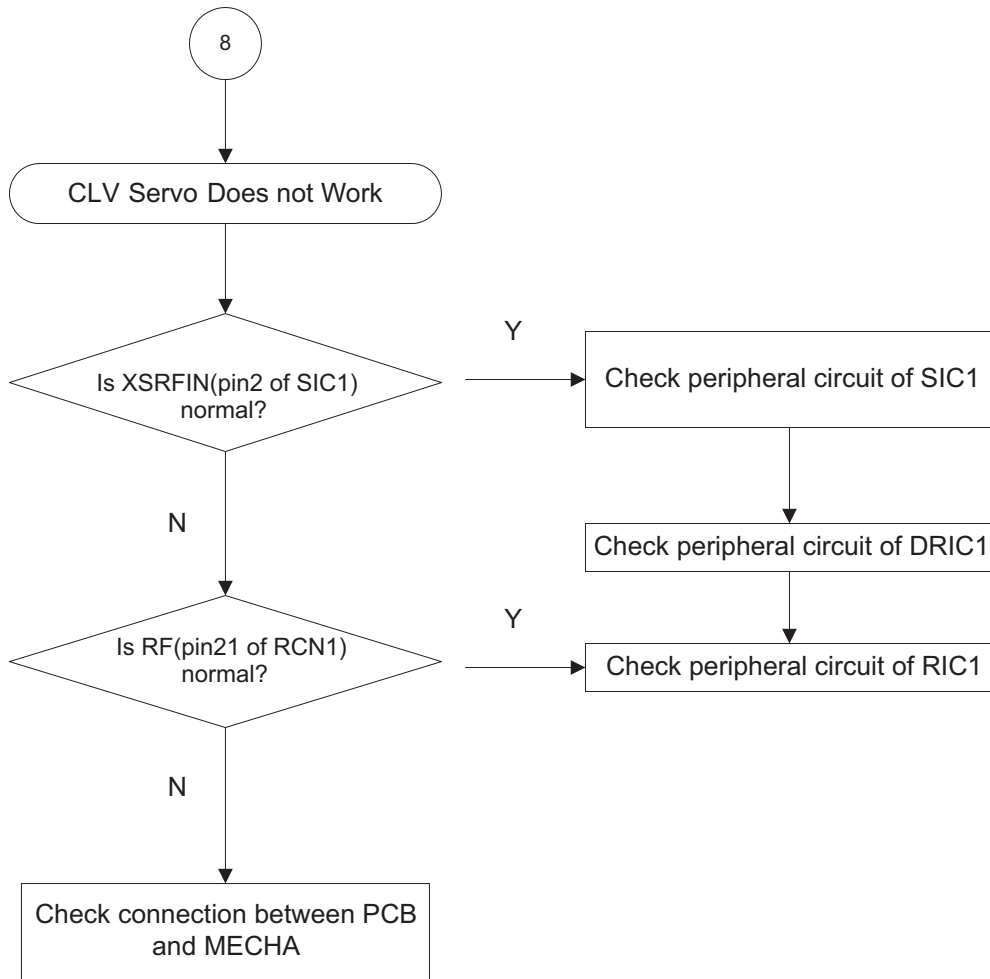 8
CLV Servo Does not Work
Is XSRFIN(pin2 of SIC1)
normal?
Y
Check peripheral circuit of SIC1
N
Check peripheral circuit of DRIC1
Is RF(pin21 of RCN1)
normal?
Y
Check peripheral circuit of RIC1
N
Check connection between PCB
and MECHA